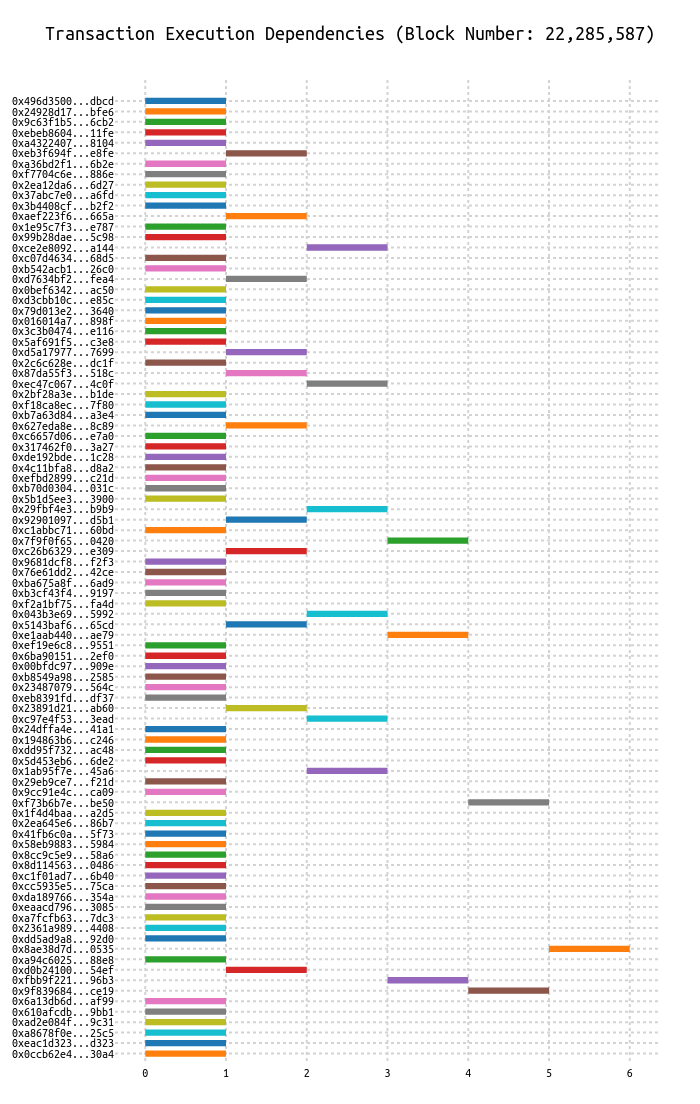 Transaction Execution Dependencies (Block Number: 22,285,587)
0x496d3500...dbcd
0x24928d17...bfe6
0x9c63f1b5...6cb2
0xebeb8604...11fe
0xa4322407...8104
0xeb3f694f...e8fe
0xa36bd2f1...6b2e
0xf7704c6e...886e
0x2ea12da6...6d27
0x37abc7e0...a6fd
0x3b4408cf...b2f2
0xaef223f6...665a
0x1e95c7f3...e787
0x99b28dae...5c98
0xce2e8092...a144
0xc07d4634...68d5
0xb542acb1...26c0
0xd7634bf2...fea4
0x0bef6342...ac50
0xd3cbb10c...e85c
0x79d013e2...3640
0x016014a7...898f
0x3c3b0474...e116
0x5af691f5...c3e8
0xd5a17977...7699
0x2c6c628e...dc1f
0x87da55f3...518c
0xec47c067...4c0f
0x2bf28a3e...b1de
0xf18ca8ec...7f80
0xb7a63d84...a3e4
0x627eda8e...8c89
0xc6657d06...e7a0
0x317462f0...3a27
0xde192bde...1c28
0x4c11bfa8...d8a2
0xefbd2899...c21d
0xb70d0304...031c
0x5b1d5ee3...3900
0x29fbf4e3...b9b9
0x92901097...d5b1
0xc1abbc71...60bd
0x7f9f0f65...0420
0xc26b6329...e309
0x9681dcf8...f2f3
0x76e61dd2...42ce
0xba675a8f...6ad9
0xb3cf43f4...9197
0xf2a1bf75...fa4d
0x043b3e69...5992
0x5143baf6...65cd
0xe1aab440...ae79
0xef19e6c8...9551
0x6ba90151...2ef0
0x00bfdc97...909e
0xb8549a98...2585
0x23487079...564c
0xeb8391fd...df37
0x23891d21...ab60
0xc97e4f53...3ead
0x24dffa4e...41a1
0x194863b6...c246
0xdd95f732...ac48
0x5d453eb6...6de2
0x1ab95f7e...45a6
0x29eb9ce7...f21d
0x9cc91e4c...ca09
0xf73b6b7e...be50
0x1f4d4baa...a2d5
0x2ea645e6...86b7
0x41fb6c0a...5f73
0x58eb9883...5984
0x8cc9c5e9...58a6
0x8d114563...0486
0xc1f01ad7...6b40
0xcc5935e5...75ca
0xda189766...354a
0xeaacd796...3085
0xa7fcfb63...7dc3
0x2361a989...4408
0xdd5ad9a8...92d0
0x8ae38d7d...0535
0xa94c6025...88e8
0xd0b24100...54ef
0xfbb9f221...96b3
0x9f839684...ce19
0x6a13db6d...af99
0x610afcdb...9bb1
0xad2e084f...9c31
0xa8678f0e...25c5
0xeac1d323...d323
0x0ccb62e4...30a4
0 1 2 3 4 5 6